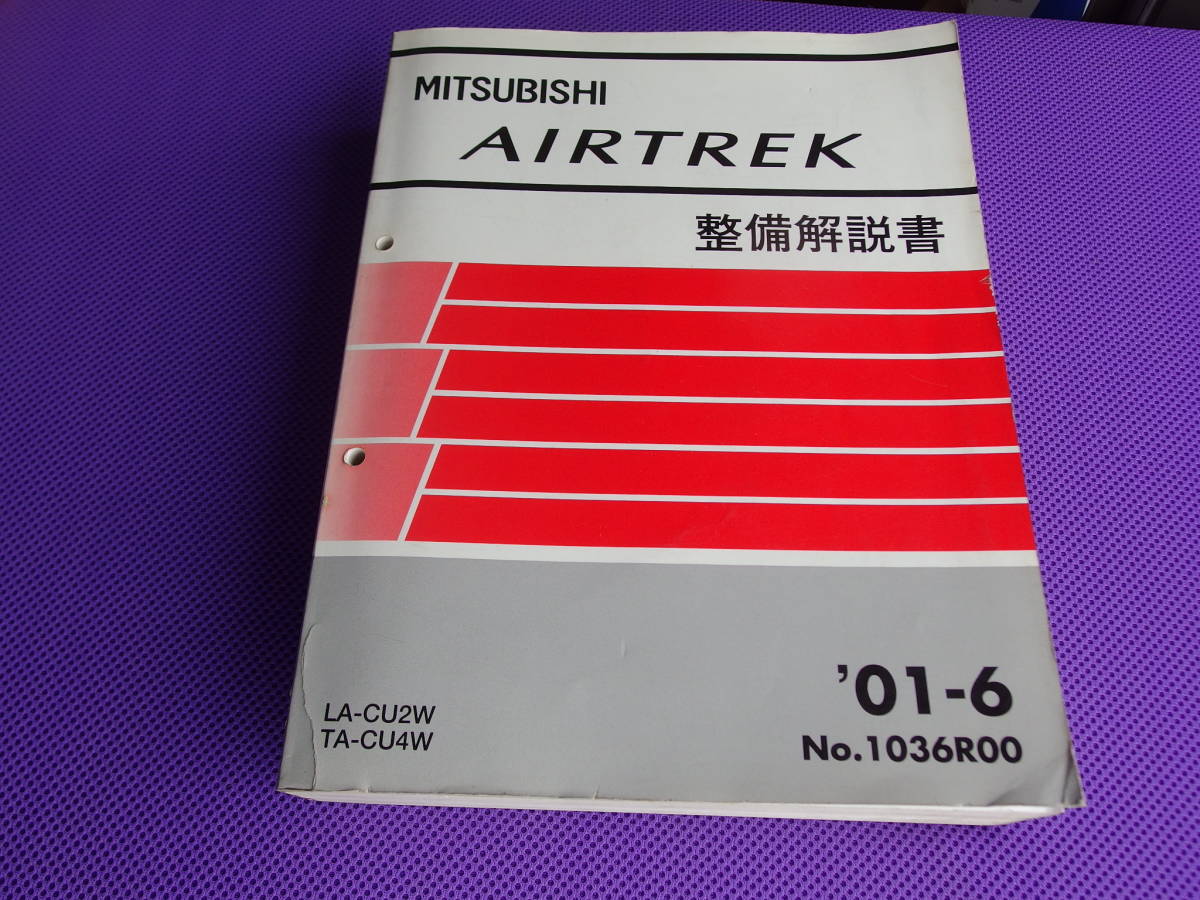 MITSUBISHI
AIRTREK
整備解説書
LA-CU2W
TA-CU4W
'01-6
No.1036R00